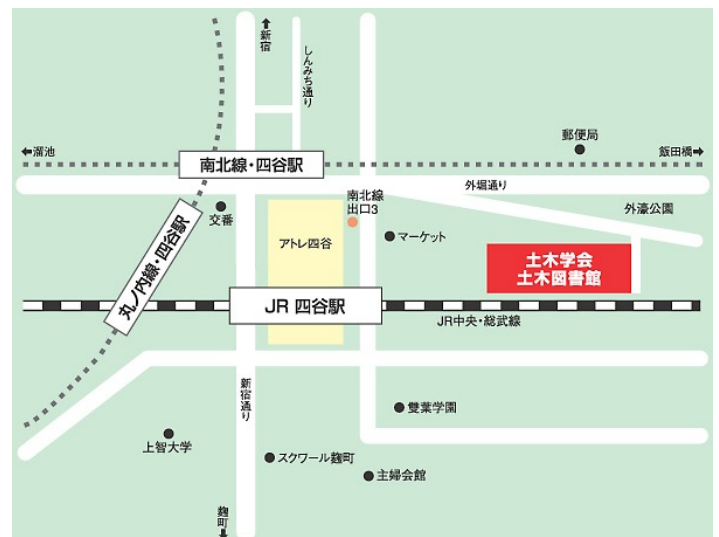 新宿
しんみち通り
溜池
南北線・四谷駅
郵便局
飯田橋
外堀通り
南北線
出口3
交番
アトレ四谷
マーケット
外濠公園
土木学会
土木図書館
丸ノ内線・四谷駅
JR 四谷駅
JR中央・総武線
新宿通り
雙葉学園
上智大学
スクワール麹町
主婦会館
麹町